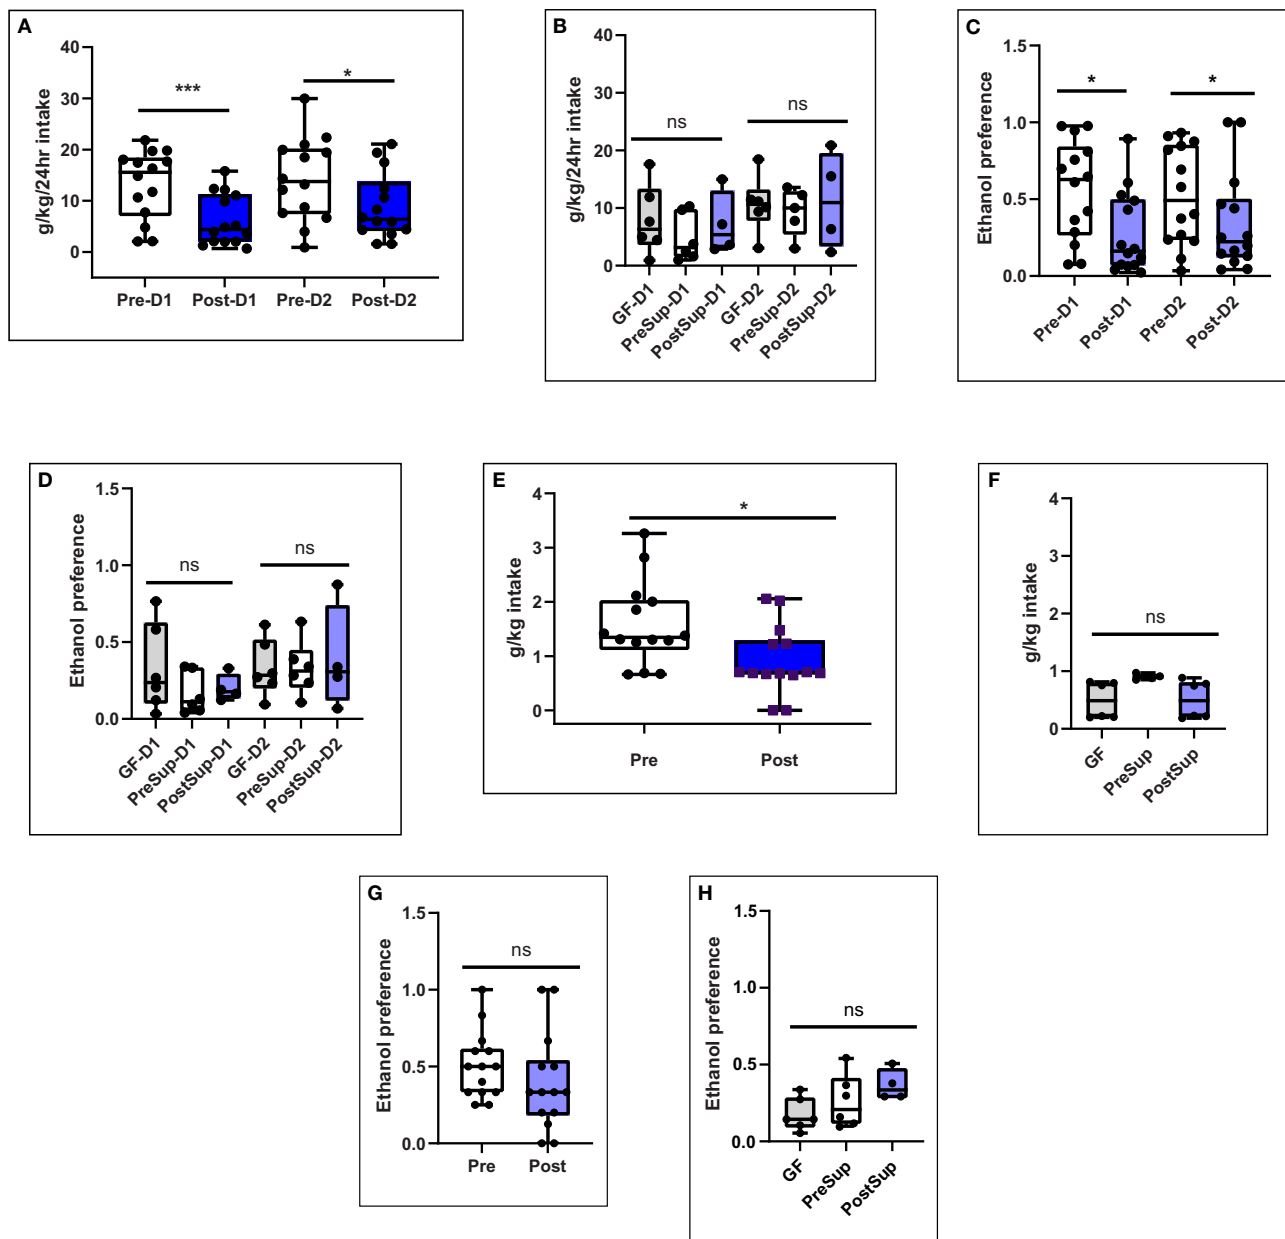 A
g/kg/24hr intake
40
30
20
10
0
***
*
Pre-D1 Post-D1 Pre-D2 Post-D2
B
g/kg/24hr intake
40
30
20
10
0
ns
ns
GF-D1 PreSup-D1 PostSup-D1 GF-D2 PreSup-D2 PostSup-D2
C
Ethanol preference
1.5
1.0
0.5
0.0
*
*
Pre-D1 Post-D1 Pre-D2 Post-D2
D
Ethanol preference
1.5
1.0
0.5
0.0
ns
ns
GF-D1 PreSup-D1 PostSup-D1 GF-D2 PreSup-D2 PostSup-D2
E
g/kg intake
4
3
2
1
0
*
Pre Post
F
g/kg intake
4
3
2
1
0
ns
GF PreSup PostSup
G
Ethanol preference
1.5
1.0
0.5
0.0
ns
Pre Post
H
Ethanol preference
1.5
1.0
0.5
0.0
ns
GF PreSup PostSup